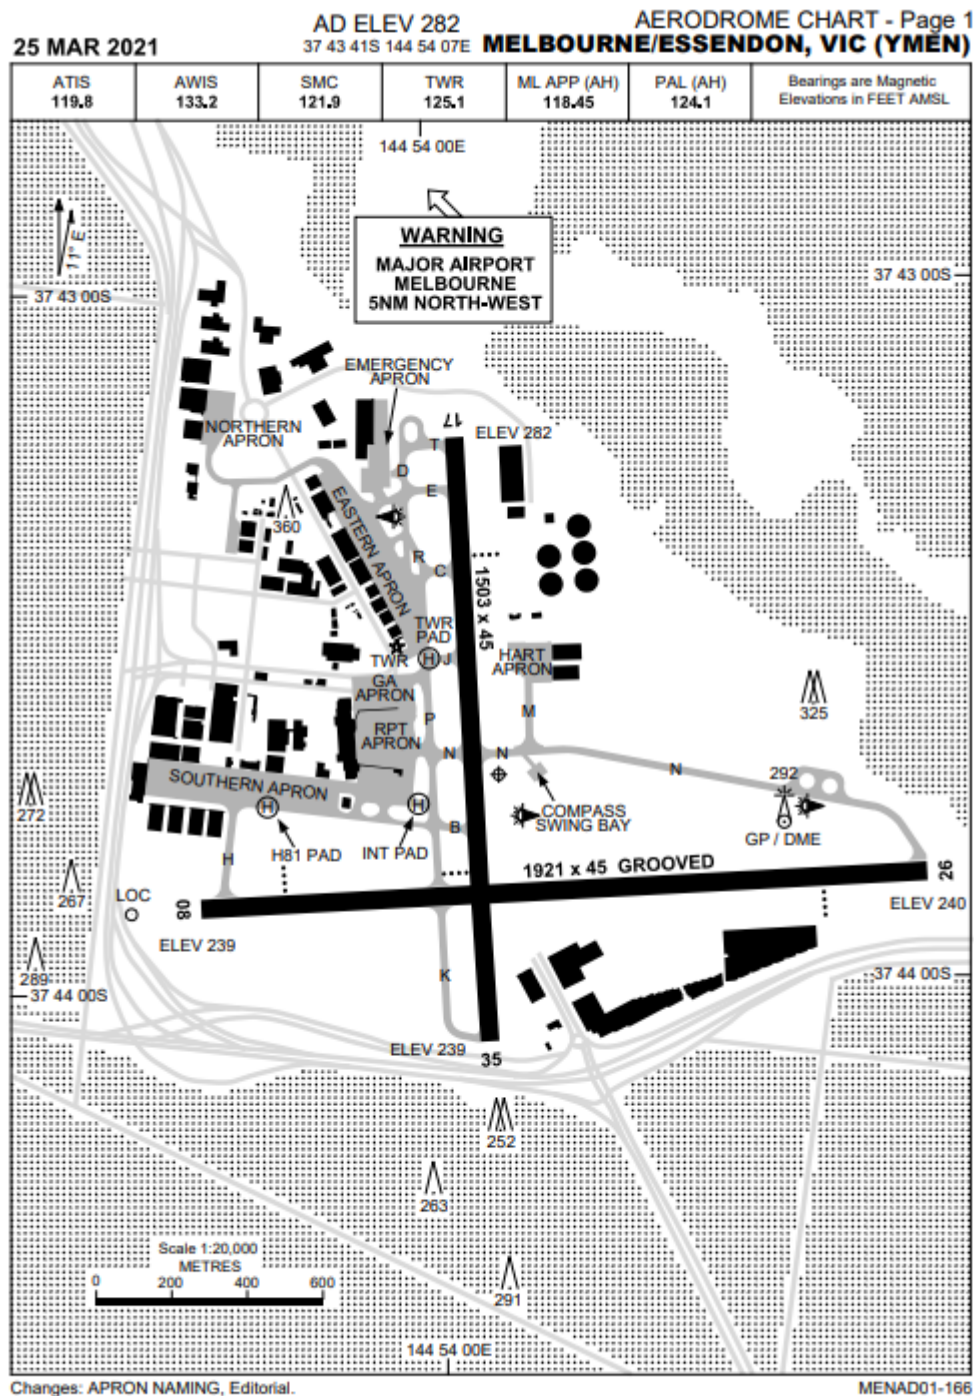 AD ELEV 282
AERODROME CHART - Page 1
25 MAR 2021
37 43 41S 144 54 07E
MELBOURNE/ESSENDON, VIC (YMEN)
ATIS
119.8
AWIS
133.2
SMC
121.9
TWR
125.1
ML APP (AH)
118.45
PAL (AH)
124.1
Bearings are Magnetic
Elevations in FEET AMSL
144 54 00E
WARNING
MAJOR AIRPORT
MELBOURNE
5NM NORTH-WEST
11° E
37 43 00S
37 43 00S
EMERGENCY
APRON
NORTHERN
APRON
17
ELEV 282
T
D
E
EASTERN APRON
360
R
C
1503 x 45
TWR
PAD
H
J
TWR
HART
APRON
GA
APRON
M
P
325
RPT
APRON
N
N
N
SOUTHERN APRON
292
272
H
H
COMPASS
SWING BAY
B
GP / DME
H
H81 PAD
INT PAD
1921 x 45 GROOVED
26
267
LOC
08
ELEV 240
ELEV 239
289
K
37 44 00S
37 44 00S
ELEV 239
35
252
263
Scale 1:20,000
METRES
0
200
400
600
291
144 54 00E
Changes: APRON NAMING, Editorial.
MENAD01-166